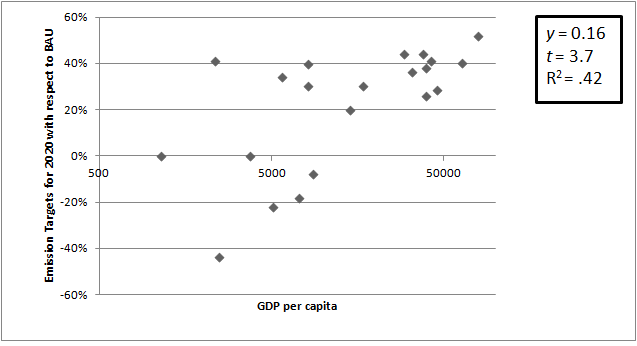 60%
40%
20%
0%
-20%
-40%
-60%
500
5000
50000
Emission Targets for 2020 with respect to BAU
GDP per capita
y = 0.16
t = 3.7
R² = .42